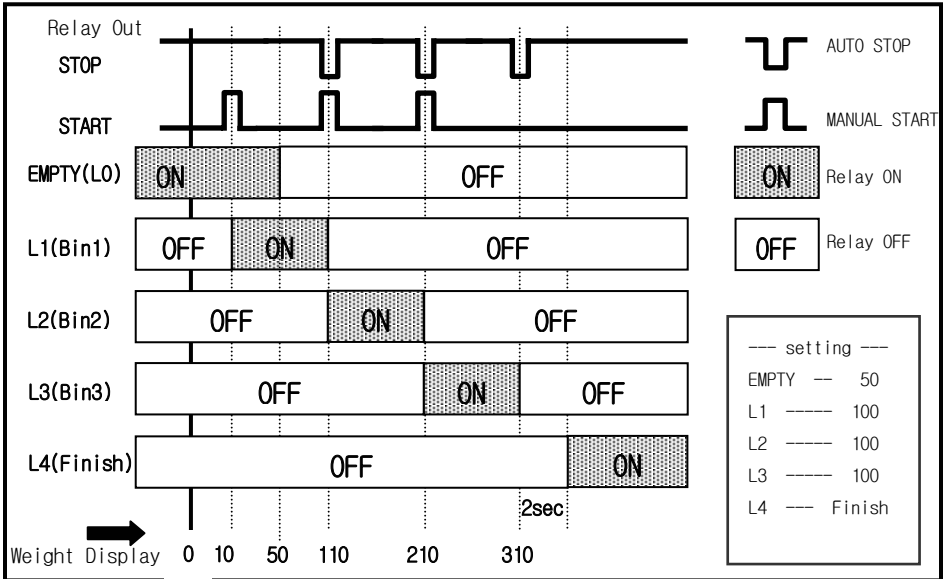 Relay Out
STOP
START
EMPTY(L0) ON OFF
L1(Bin1) OFF ON OFF
L2(Bin2) OFF ON OFF
L3(Bin3) OFF ON OFF
L4(Finish) OFF ON
2sec
Weight Display 0 10 50 110 210 310
AUTO STOP
MANUAL START
ON Relay ON
OFF Relay OFF
--- setting ---
EMPTY -- 50
L1 ----- 100
L2 ----- 100
L3 ----- 100
L4 --- Finish